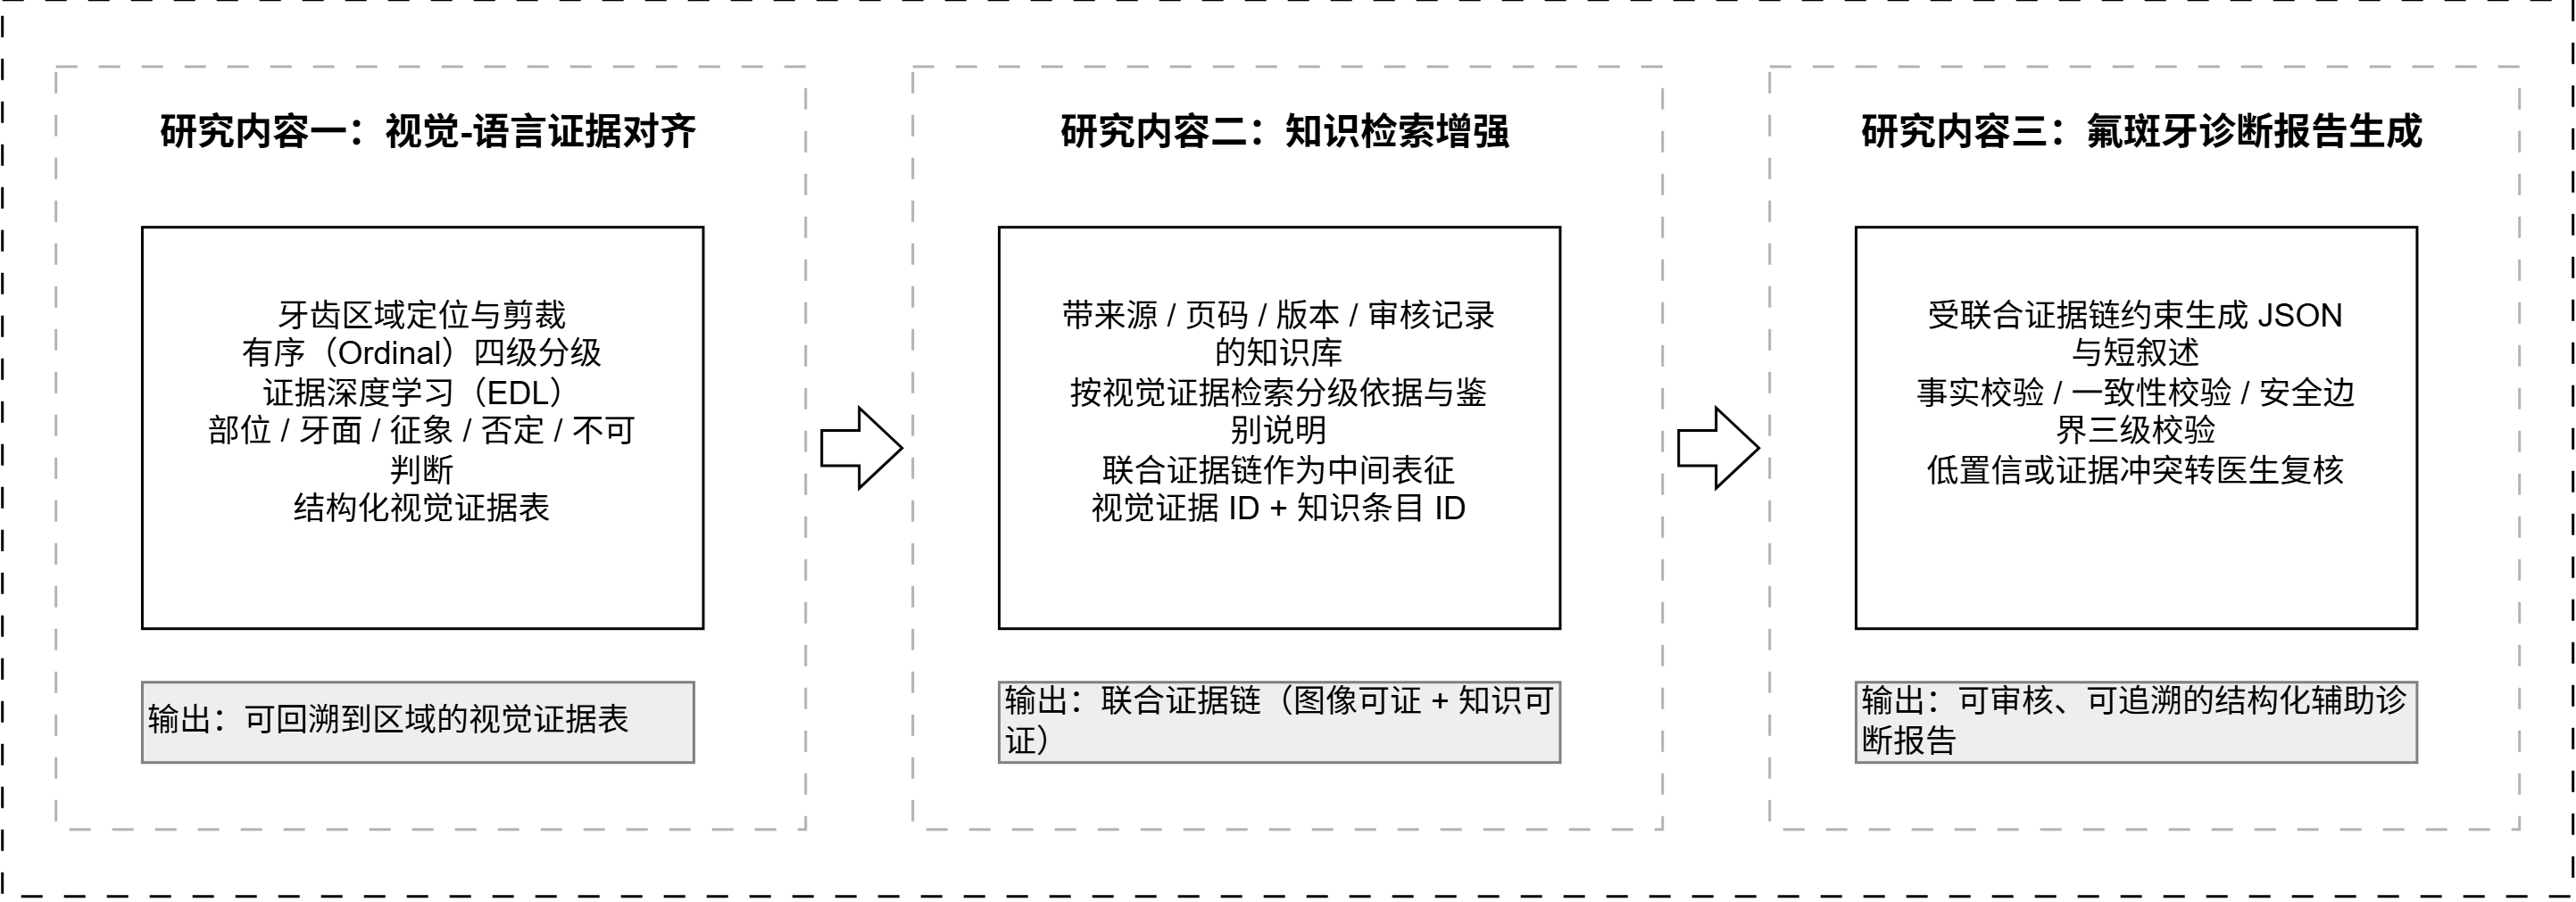 研究内容一：视觉-语言证据对齐
牙齿区域定位与剪裁
有序（Ordinal）四级分级
证据深度学习（EDL）
部位 / 牙面 / 征象 / 否定 / 不可
判断
结构化视觉证据表
输出：可回溯到区域的视觉证据表
研究内容二：知识检索增强
带来源 / 页码 / 版本 / 审核记录
的知识库
按视觉证据检索分级依据与鉴
别说明
联合证据链作为中间表征
视觉证据 ID + 知识条目 ID
输出：联合证据链（图像可证 + 知识可
证）
研究内容三：氟斑牙诊断报告生成
受联合证据链约束生成 JSON
与短叙述
事实校验 / 一致性校验 / 安全边
界三级校验
低置信或证据冲突转医生复核
输出：可审核、可追溯的结构化辅助诊
断报告